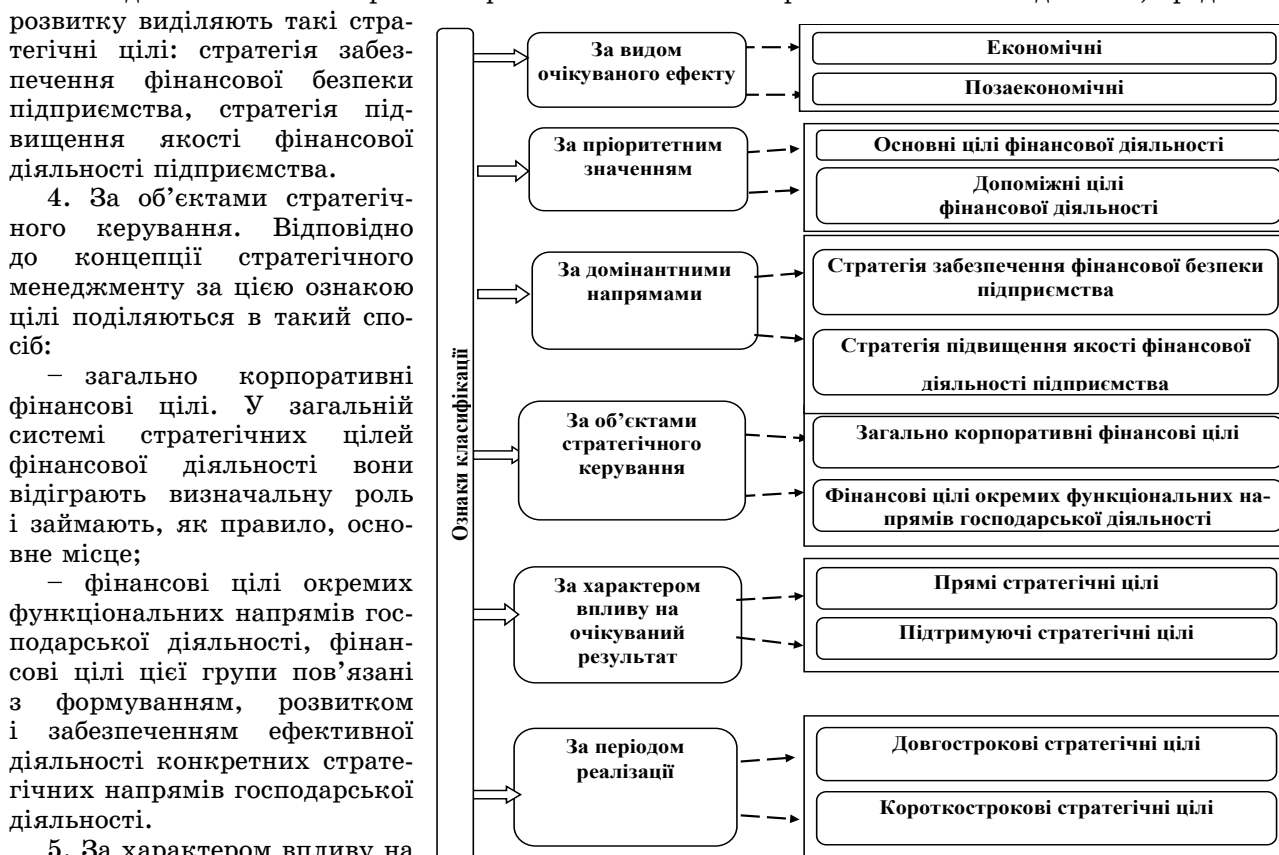 розвитку виділяють такі стра-
тегічні цілі: стратегія забез-
печення фінансової безпеки
підприємства, стратегія під-
вищення якості фінансової
діяльності підприємства.
4. За об’єктами стратегіч-
ного керування. Відповідно
до концепції стратегічного
менеджменту за цією ознакою
цілі поділяються в такий спо-
сіб:
– загально корпоративні
фінансові цілі. У загальній
системі стратегічних цілей
фінансової діяльності вони
відіграють визначальну роль
і займають, як правило, осно-
вне місце;
– фінансові цілі окремих
функціональних напрямів гос-
подарської діяльності, фінан-
сові цілі цієї групи пов’язані
з формуванням, розвитком
і забезпеченням ефективної
діяльності конкретних страте-
гічних напрямів господарської
діяльності.
5. За характером впливу на
Ознаки класифікації
За видом
очікуваного ефекту
Економічні
Позаекономічні
За пріоритетним
значенням
Основні цілі фінансової діяльності
Допоміжні цілі
фінансової діяльності
За домінантними
напрямами
Стратегія забезпечення фінансової безпеки
підприємства
Стратегія підвищення якості фінансової
діяльності підприємства
За об’єктами
стратегічного
керування
Загально корпоративні фінансові цілі
Фінансові цілі окремих функціональних на-
прямів господарської діяльності
За характером
впливу на
очікуваний
результат
Прямі стратегічні цілі
Підтримуючі стратегічні цілі
За періодом
реалізації
Довгострокові стратегічні цілі
Короткострокові стратегічні цілі